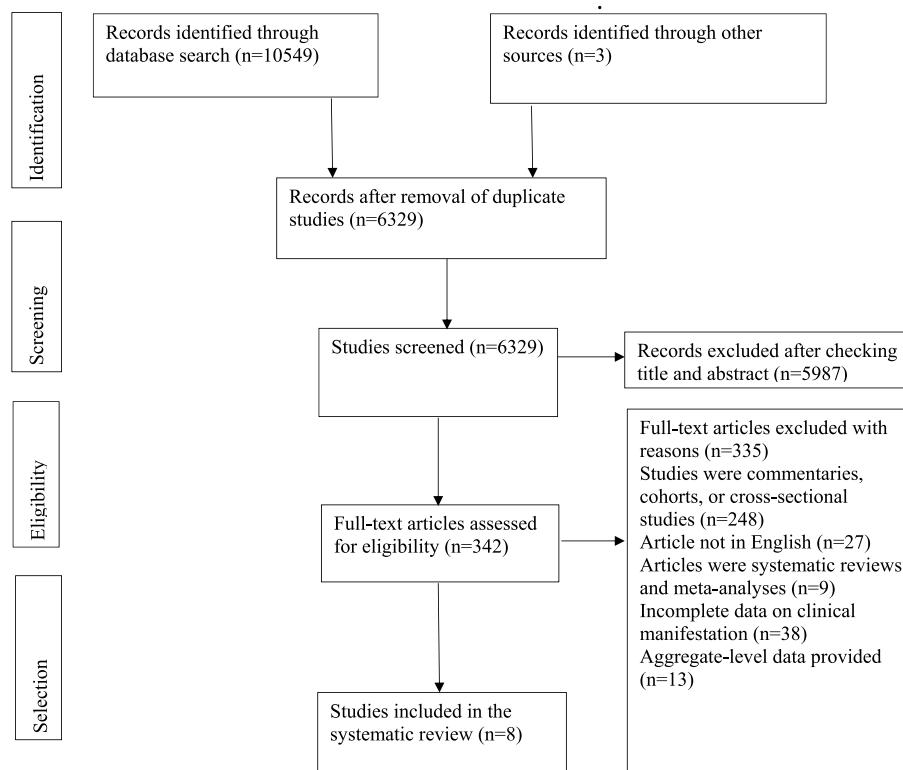 Records identified through
database search (n=10549)
Records identified through other
sources (n=3)
Identification
Records after removal of duplicate
studies (n=6329)
Screening
Studies screened (n=6329)
Records excluded after checking
title and abstract (n=5987)
Eligibility
Full-text articles assessed
for eligibility (n=342)
Full-text articles excluded with
reasons (n=335)
Studies were commentaries,
cohorts, or cross-sectional
studies (n=248)
Article not in English (n=27)
Articles were systematic reviews
and meta-analyses (n=9)
Incomplete data on clinical
manifestation (n=38)
Aggregate-level data provided
(n=13)
Selection
Studies included in the
systematic review (n=8)